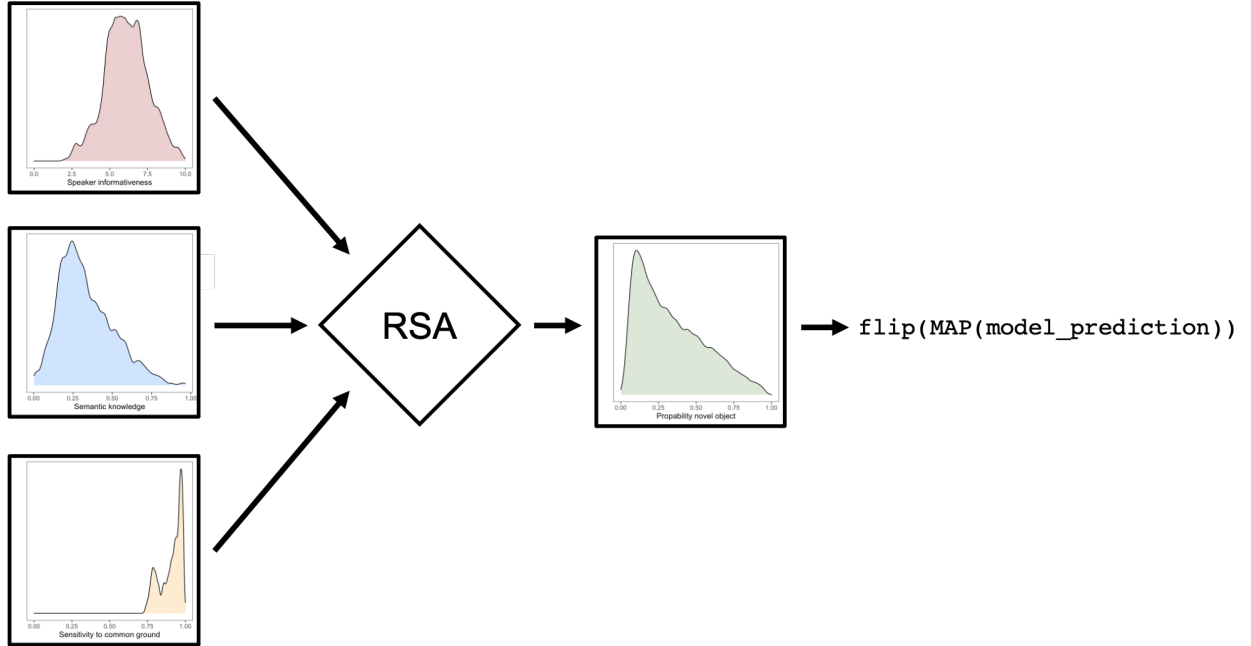 0.0 2.5 5.0 7.5 10.0
Speaker informativeness
0.00 0.25 0.50 0.75 1.00
Semantic knowledge
0.00 0.25 0.50 0.75 1.00
Sensitivity to common ground
RSA
0.00 0.25 0.50 0.75 1.00
Propability novel object
flip(MAP(model_prediction))